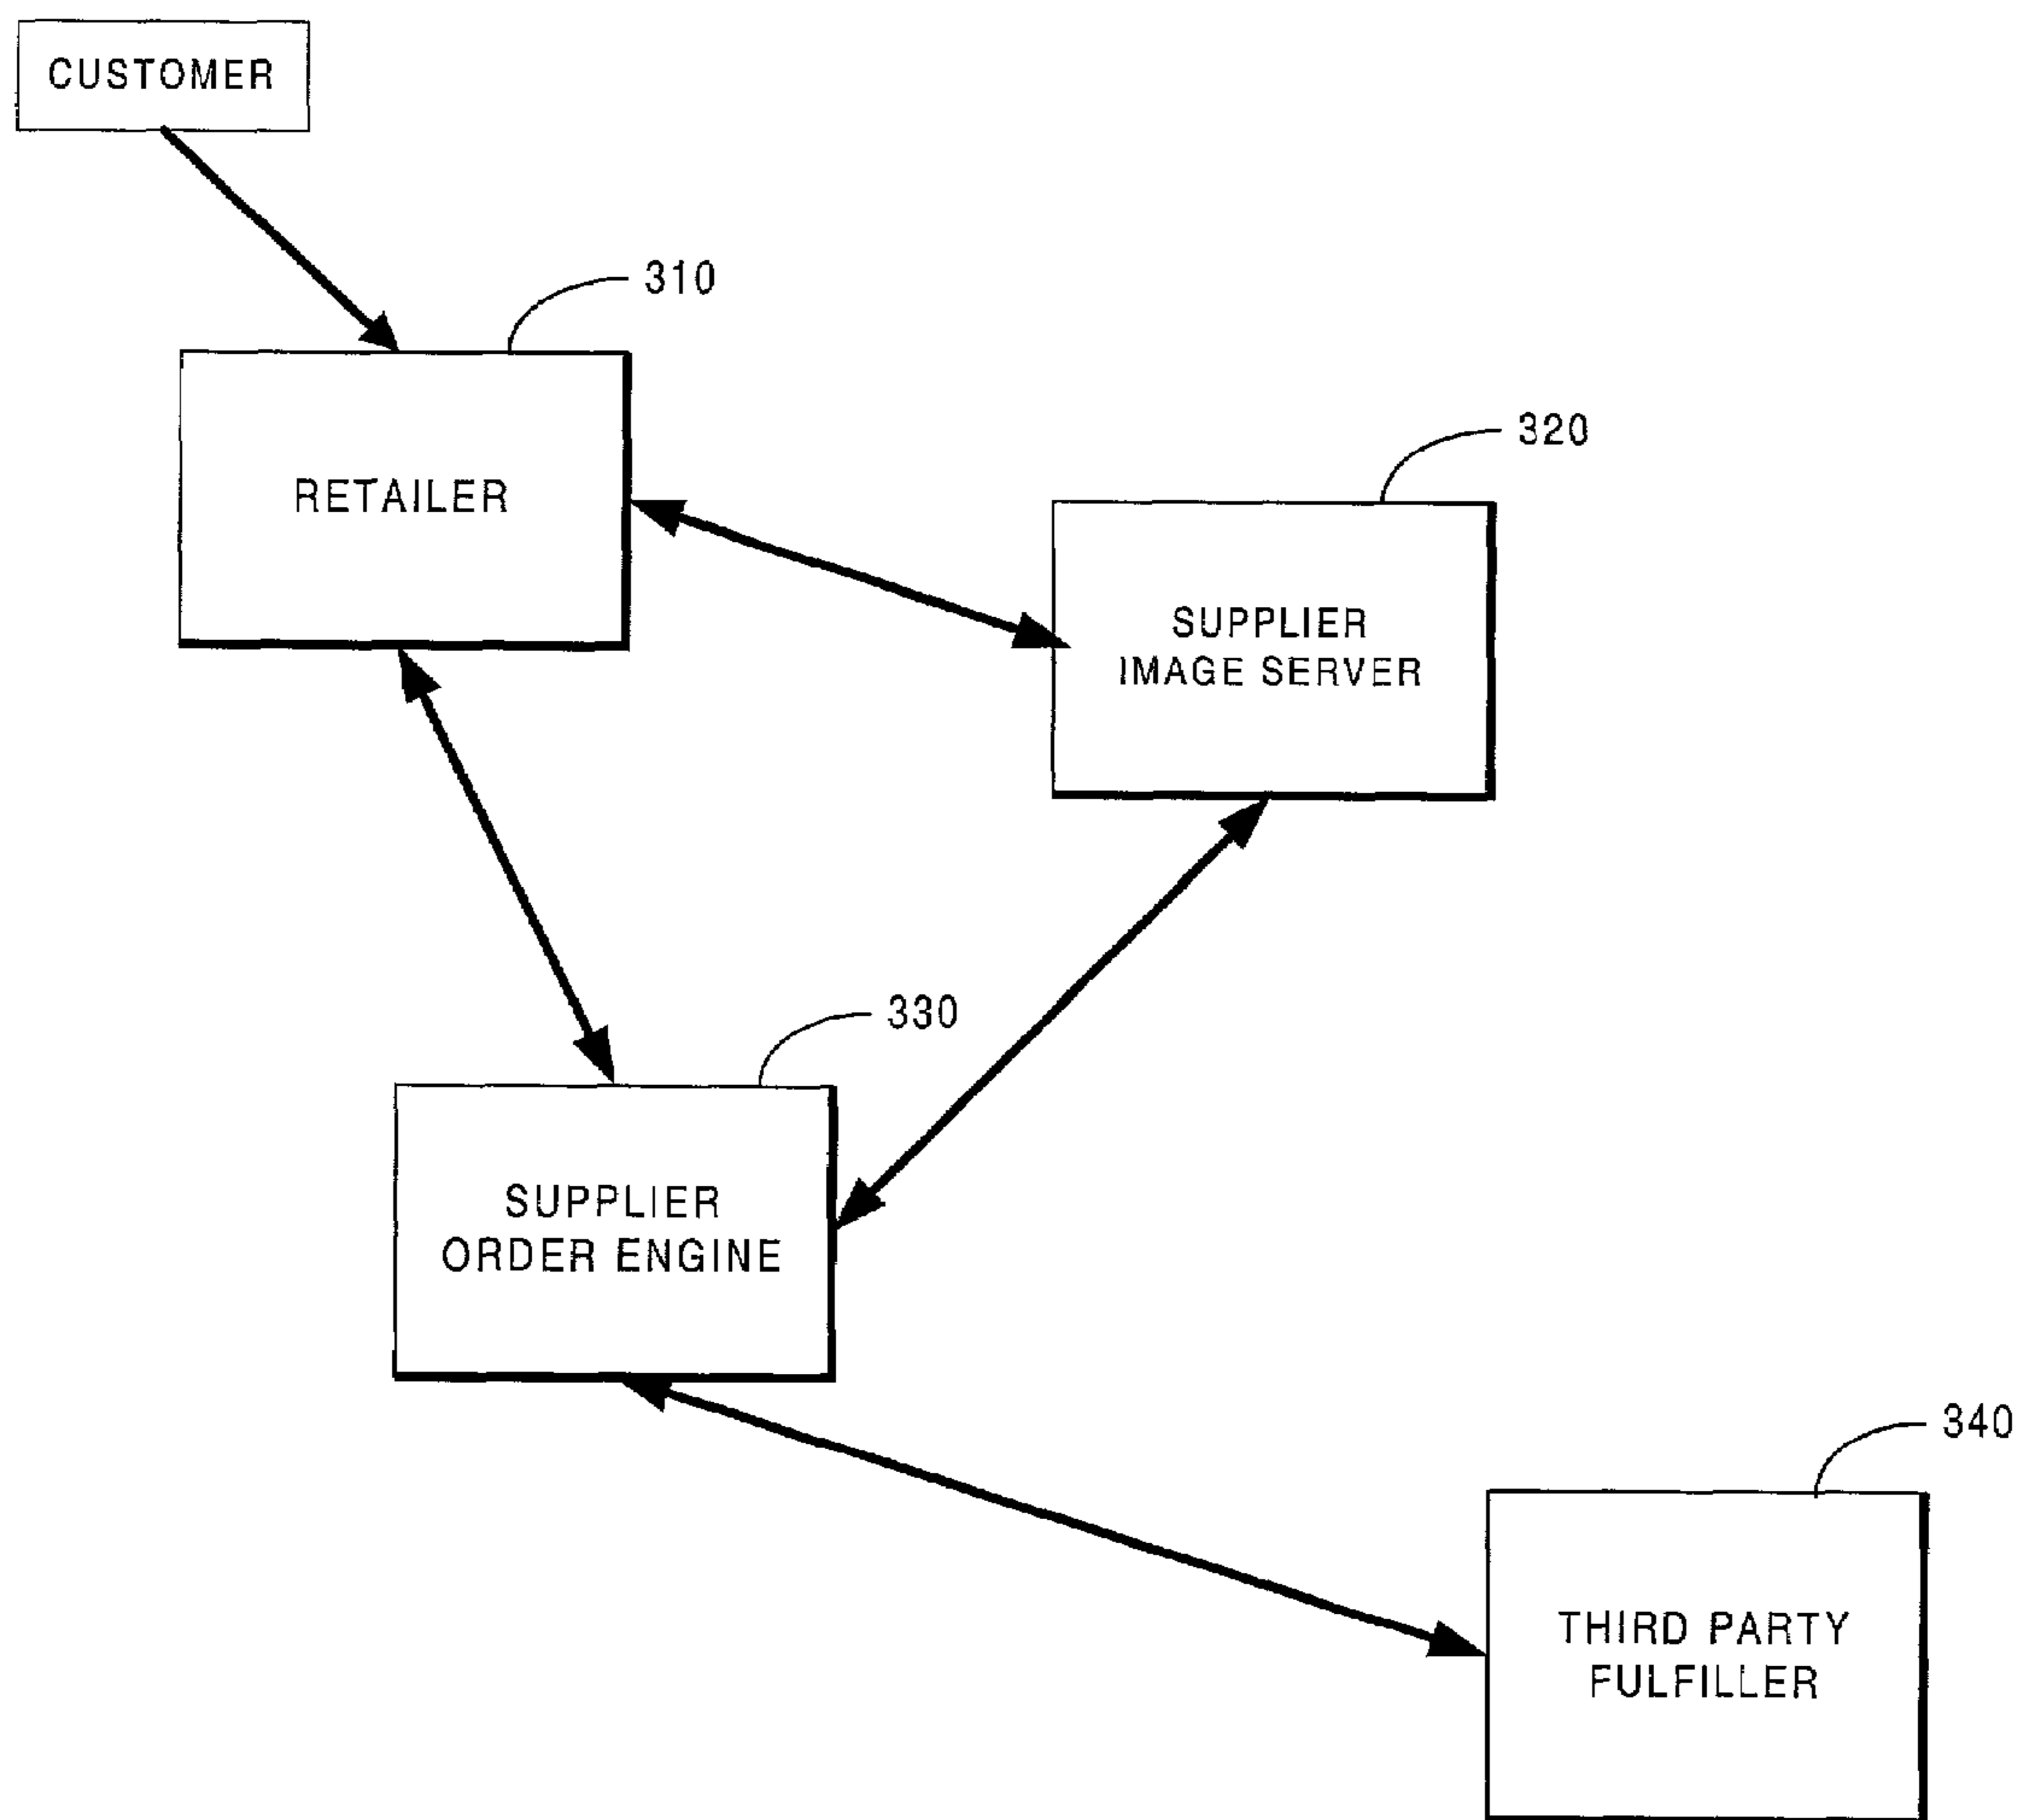 CUSTOMER
310
RETAILER
320
SUPPLIER
IMAGE SERVER
330
SUPPLIER
ORDER ENGINE
340
THIRD PARTY
FULFILLER